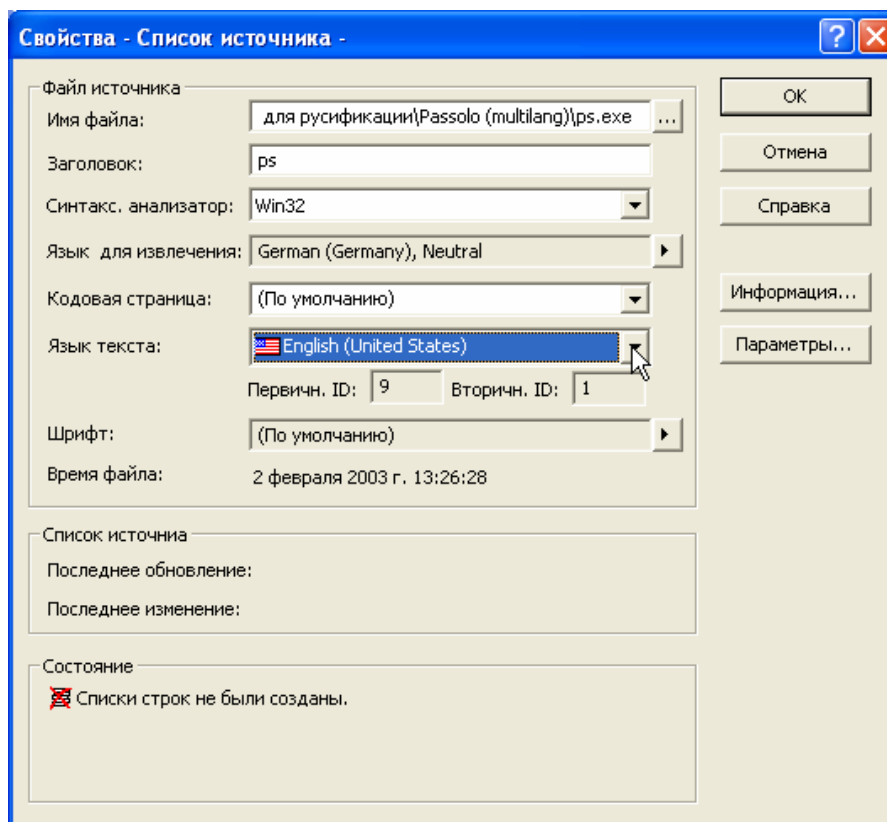 Свойства - Список источника -
Файл источника
Имя файла: для русификации\Passolo (multilang)\ps.exe ...
Заголовок: ps
Синтакс. анализатор: Win32
Язык для извлечения: German (Germany), Neutral
Кодовая страница: (По умолчанию)
Язык текста: English (United States)
Первичн. ID: 9 Вторичн. ID: 1
Шрифт: (По умолчанию)
Время файла: 2 февраля 2003 г. 13:26:28
Список источниа
Последнее обновление:
Последнее изменение:
Состояние
Списки строк не были созданы.
OK
Отмена
Справка
Информация...
Параметры...